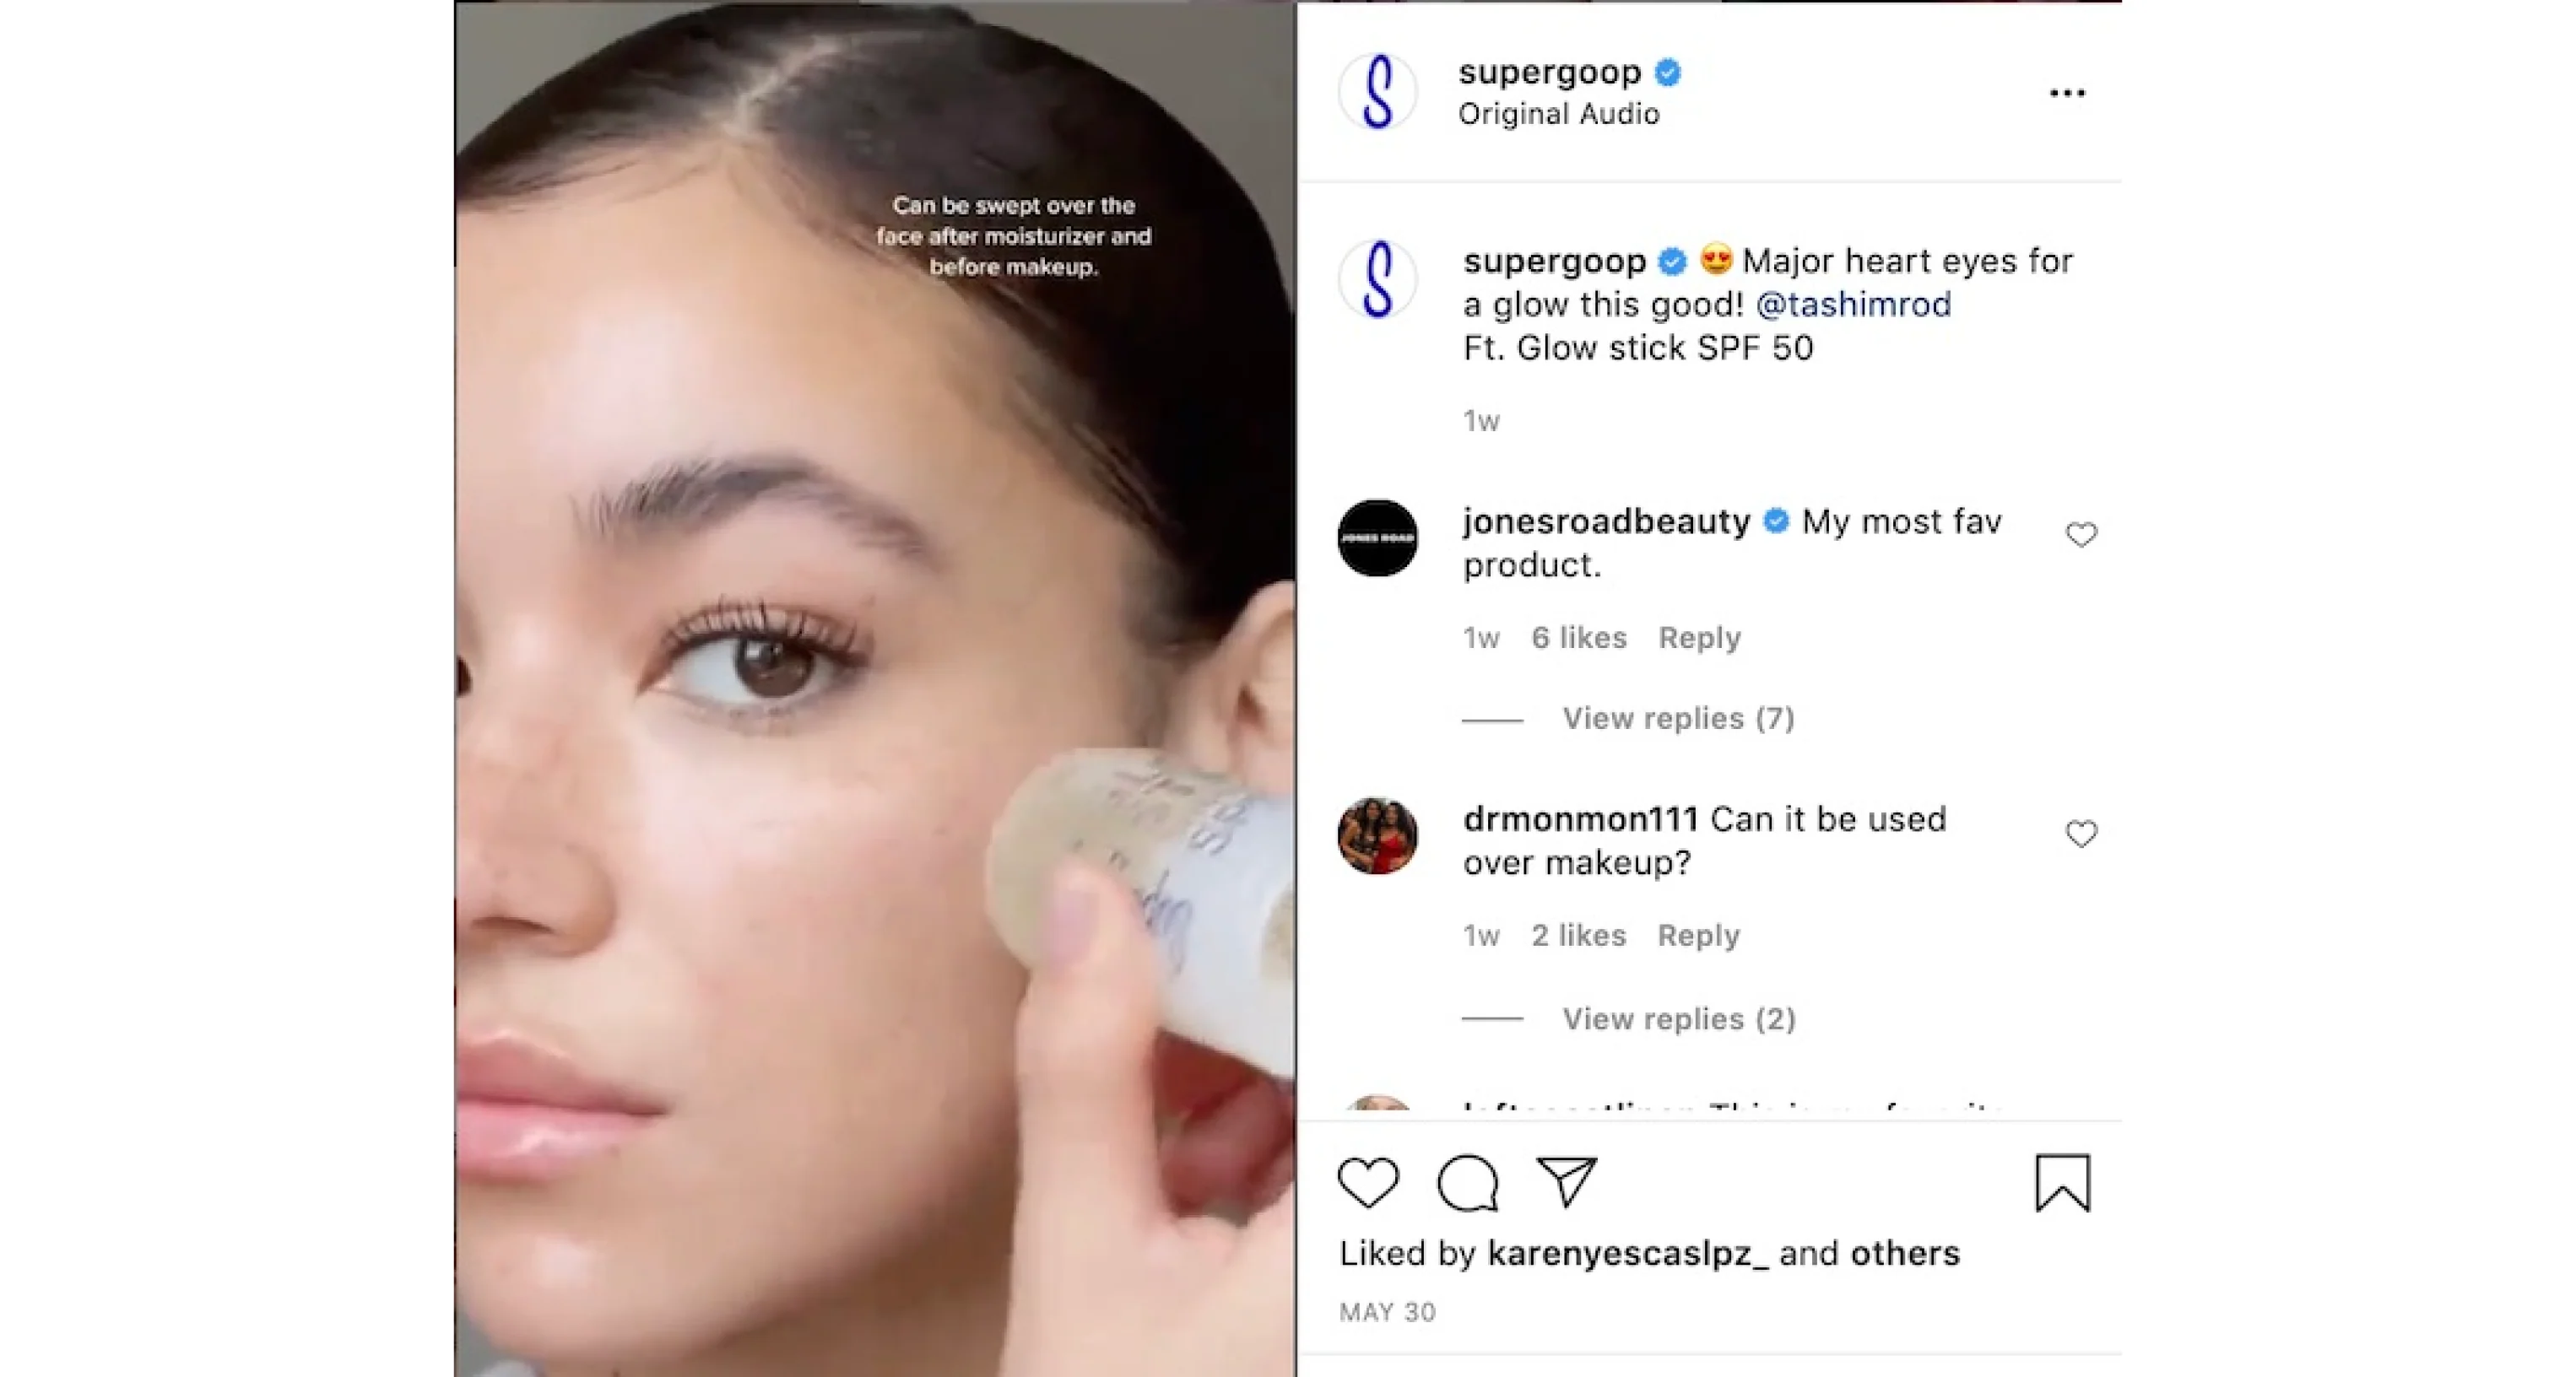 Can be swept over the
face after moisturizer and
before makeup.
supergoop
Original Audio
supergoop 😍 Major heart eyes for
a glow this good! @tashimrod
Ft. Glow stick SPF 50
1w
JONES ROAD
jonesroadbeauty My most fav
product.
1w 6 likes Reply
View replies (7)
drmonmon111 Can it be used
over makeup?
1w 2 likes Reply
View replies (2)
Liked by karenyescaslpz_ and others
MAY 30